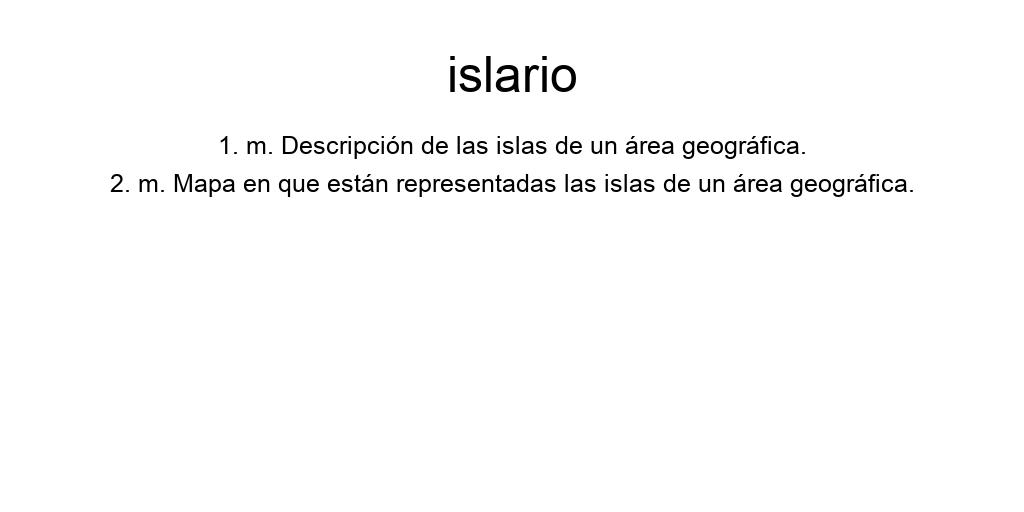 islario
1. m. Descripción de las islas de un área geográfica.
2. m. Mapa en que están representadas las islas de un área geográfica.